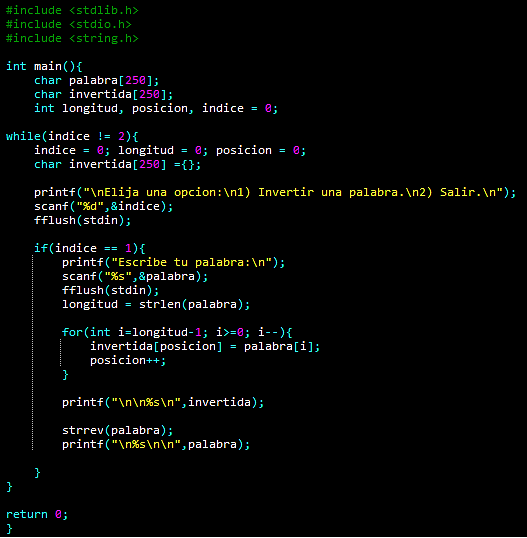 #include <stdlib.h>
#include <stdio.h>
#include <string.h>

int main(){
    char palabra[250];
    char invertida[250];
    int longitud, posicion, indice = 0;

while(indice != 2){
    indice = 0; longitud = 0; posicion = 0;
    char invertida[250] ={};

    printf("\nElija una opcion:\n1) Invertir una palabra.\n2) Salir.\n");
    scanf("%d",&indice);
    fflush(stdin);

    if(indice == 1){
        printf("Escribe tu palabra:\n");
        scanf("%s",&palabra);
        fflush(stdin);
        longitud = strlen(palabra);

        for(int i=longitud-1; i>=0; i--){
            invertida[posicion] = palabra[i];
            posicion++;
        }

        printf("\n\n%s\n",invertida);

        strrev(palabra);
        printf("\n%s\n\n",palabra);

    }
}

return 0;
}